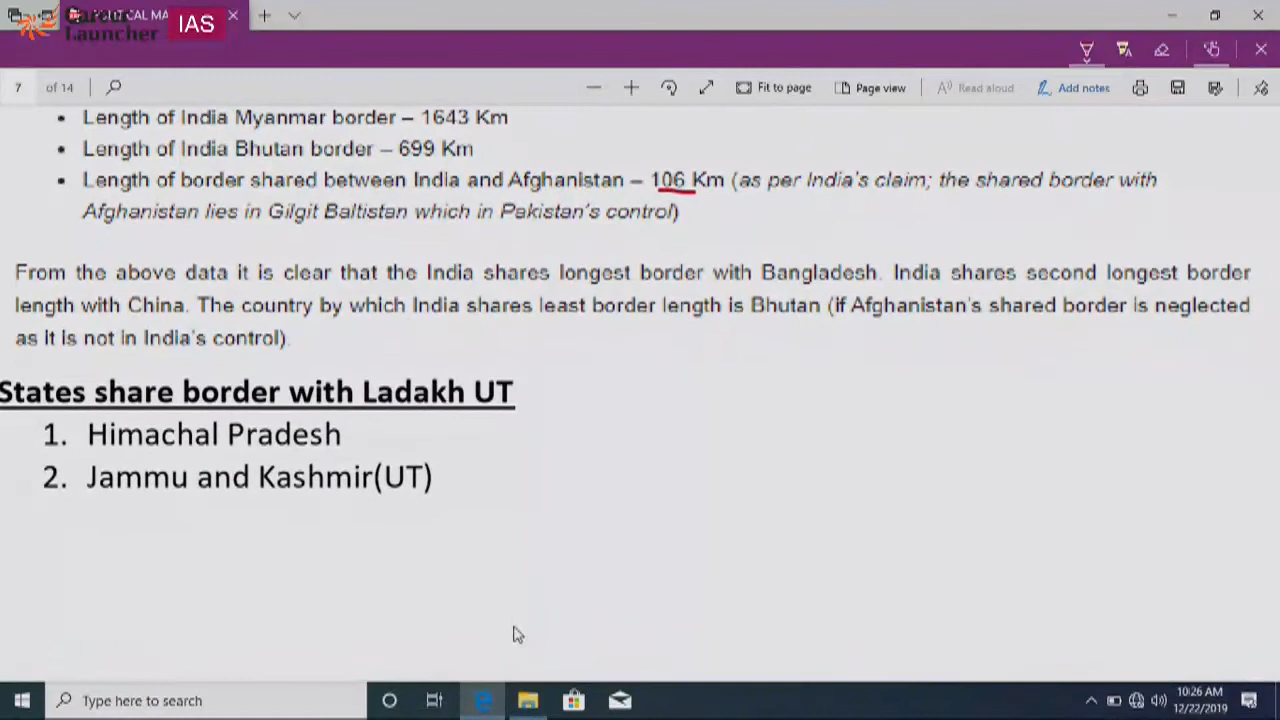 POLITICAL MA
Career
Launcher
IAS
7 of 14
Fit to page
Page view
Read aloud
Add notes
• Length of India Myanmar border – 1643 Km
• Length of India Bhutan border – 699 Km
• Length of border shared between India and Afghanistan – 106 Km (as per India's claim; the shared border with
Afghanistan lies in Gilgit Baltistan which in Pakistan's control)
From the above data it is clear that the India shares longest border with Bangladesh. India shares second longest border
length with China. The country by which India shares least border length is Bhutan (if Afghanistan's shared border is neglected
as it is not in India's control).
States share border with Ladakh UT
1. Himachal Pradesh
2. Jammu and Kashmir(UT)
Type here to search
10:26 AM
12/22/2019